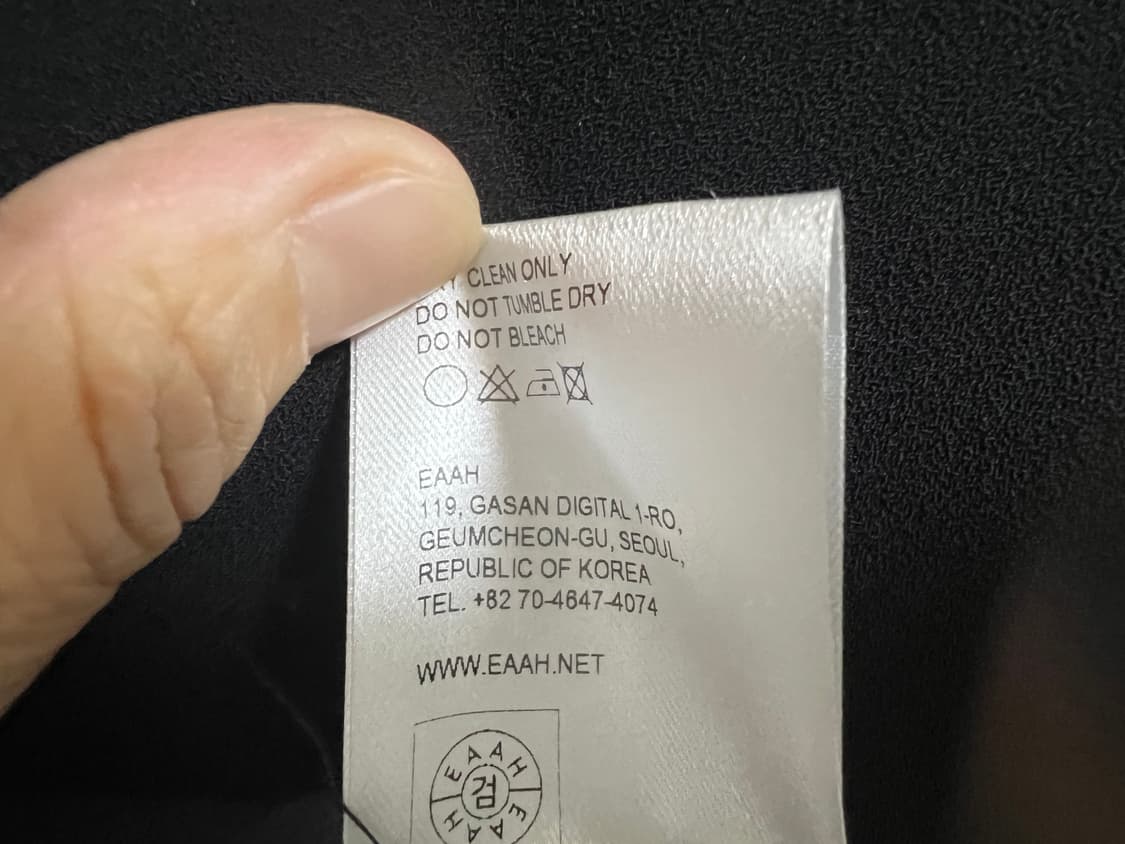 CLEAN ONLY
DO NOT TUMBLE DRY
DO NOT BLEACH
EAAH
119, GASAN DIGITAL 1-RO,
GEUMCHEON-GU, SEOUL,
REPUBLIC OF KOREA
TEL. +82 70-4647-4074
WWW.EAAH.NET
EAAH
검
EAAH